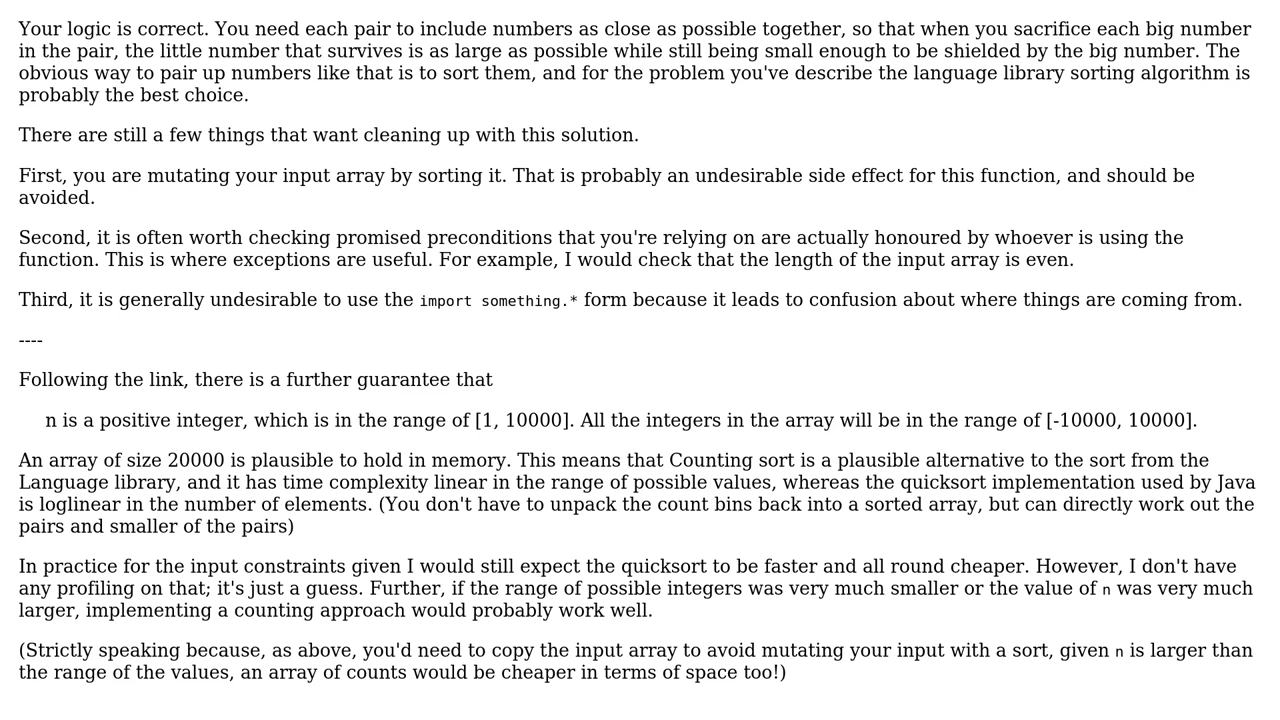 Your logic is correct. You need each pair to include numbers as close as possible together, so that when you sacrifice each big number
in the pair, the little number that survives is as large as possible while still being small enough to be shielded by the big number. The
obvious way to pair up numbers like that is to sort them, and for the problem you've describe the language library sorting algorithm is
probably the best choice.
There are still a few things that want cleaning up with this solution.
First, you are mutating your input array by sorting it. That is probably an undesirable side effect for this function, and should be
avoided.
Second, it is often worth checking promised preconditions that you're relying on are actually honoured by whoever is using the
function. This is where exceptions are useful. For example, I would check that the length of the input array is even.
Third, it is generally undesirable to use the import something.* form because it leads to confusion about where things are coming from.
----
Following the link, there is a further guarantee that
n is a positive integer, which is in the range of [1, 10000]. All the integers in the array will be in the range of [-10000, 10000].
An array of size 20000 is plausible to hold in memory. This means that Counting sort is a plausible alternative to the sort from the
Language library, and it has time complexity linear in the range of possible values, whereas the quicksort implementation used by Java
is loglinear in the number of elements. (You don't have to unpack the count bins back into a sorted array, but can directly work out the
pairs and smaller of the pairs)
In practice for the input constraints given I would still expect the quicksort to be faster and all round cheaper. However, I don't have
any profiling on that; it's just a guess. Further, if the range of possible integers was very much smaller or the value of n was very much
larger, implementing a counting approach would probably work well.
(Strictly speaking because, as above, you'd need to copy the input array to avoid mutating your input with a sort, given n is larger than
the range of the values, an array of counts would be cheaper in terms of space too!)